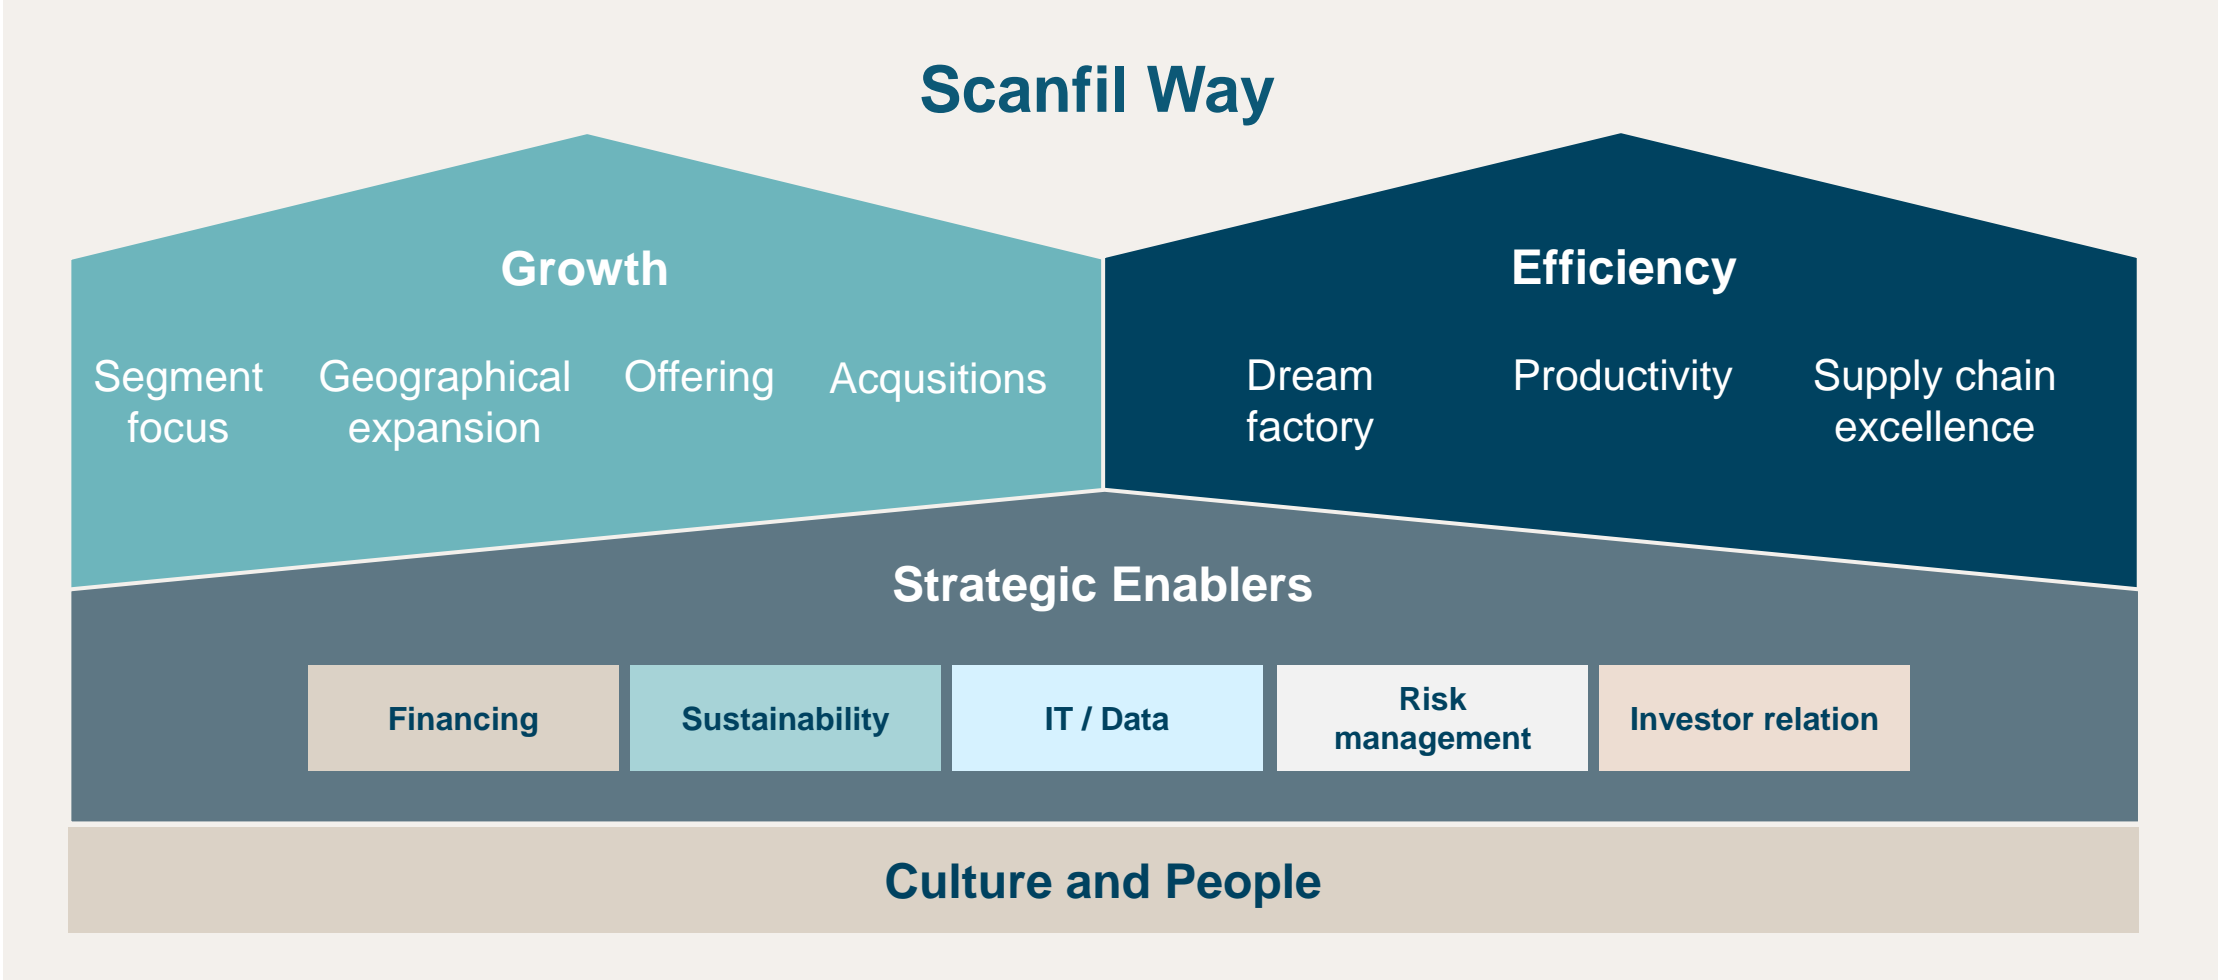 Scanfil Way
Growth
Segment
focus
Geographical
expansion
Offering
Acqusitions
Efficiency
Dream
factory
Productivity
Supply chain
excellence
Strategic Enablers
Financing
Sustainability
IT / Data
Risk
management
Investor relation
Culture and People